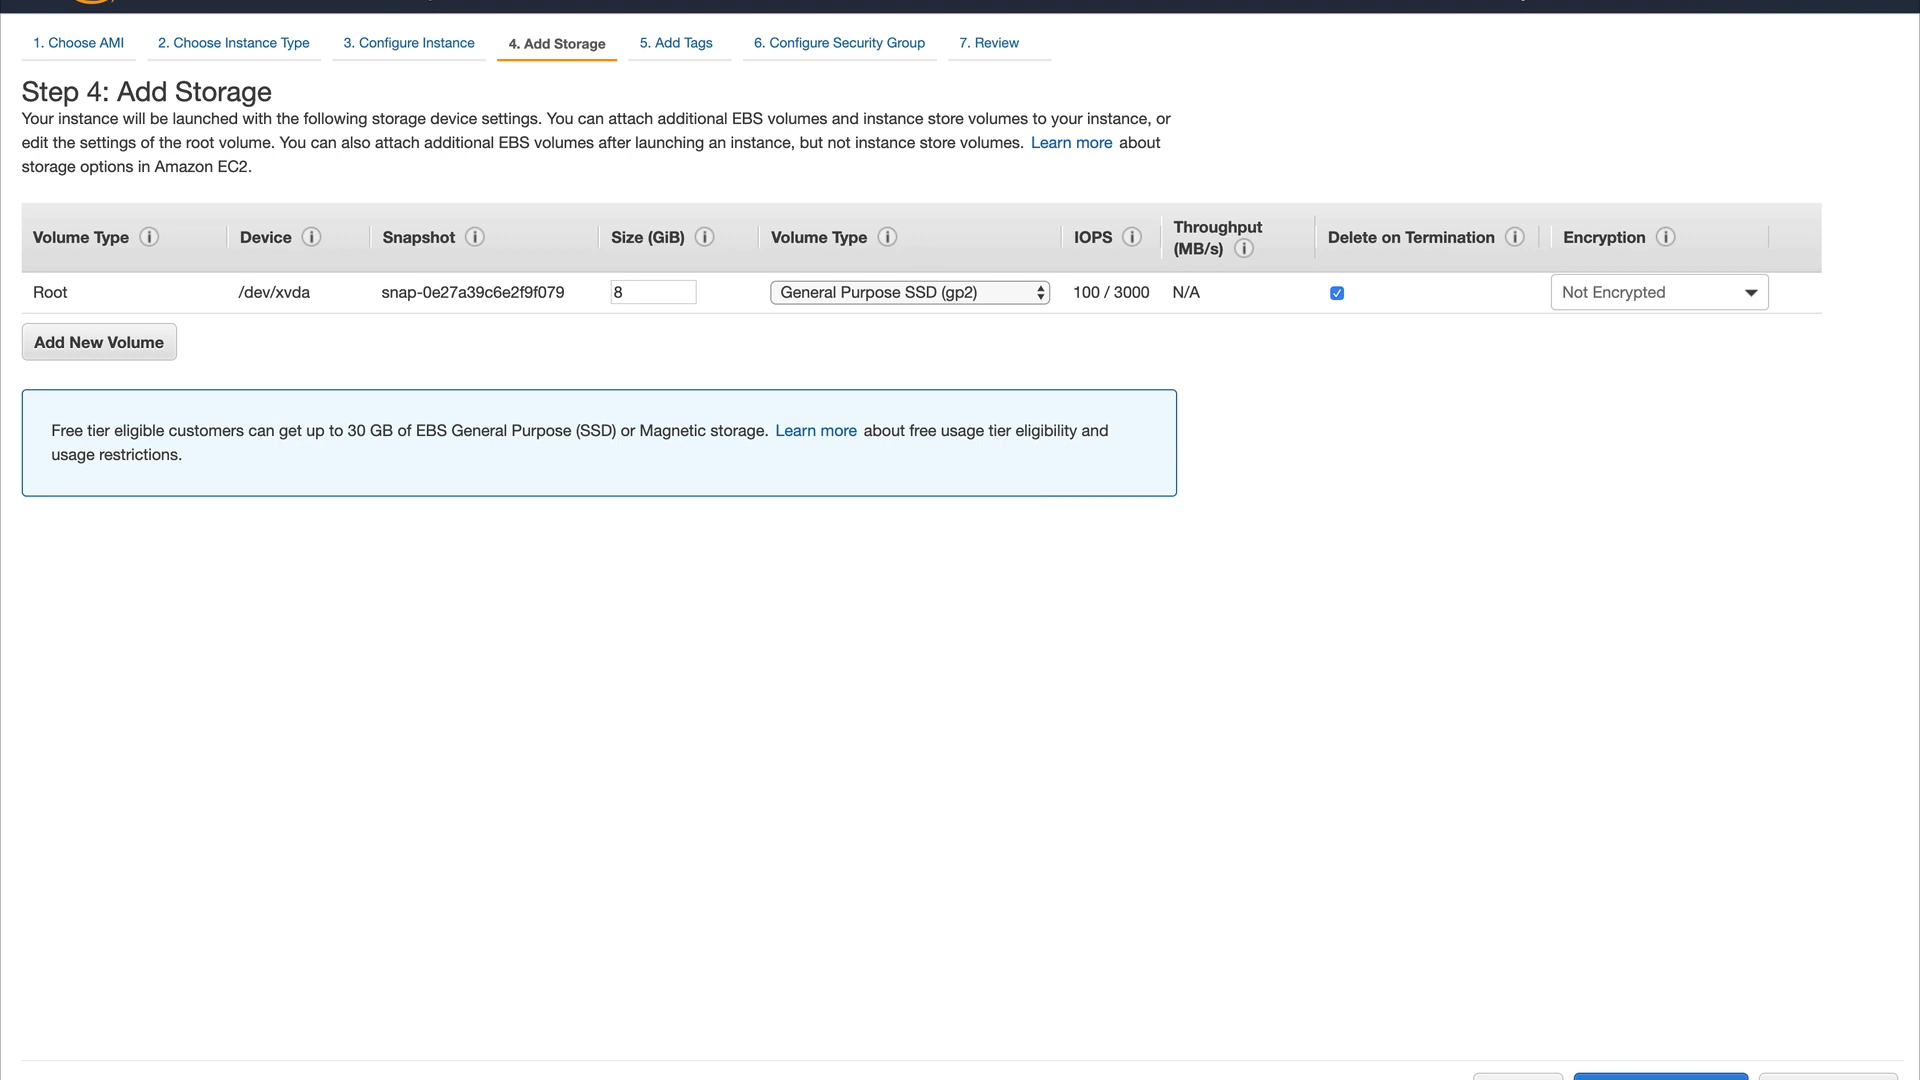 1. Choose AMI 2. Choose Instance Type 3. Configure Instance 4. Add Storage 5. Add Tags 6. Configure Security Group 7. Review
Step 4: Add Storage
Your instance will be launched with the following storage device settings. You can attach additional EBS volumes and instance store volumes to your instance, or
edit the settings of the root volume. You can also attach additional EBS volumes after launching an instance, but not instance store volumes. Learn more about
storage options in Amazon EC2.
Volume Type Device Snapshot Size (GiB) Volume Type IOPS Throughput (MB/s) Delete on Termination Encryption
Root /dev/xvda snap-0e27a39c6e2f9f079 8 General Purpose SSD (gp2) 100 / 3000 N/A Not Encrypted
Add New Volume
Free tier eligible customers can get up to 30 GB of EBS General Purpose (SSD) or Magnetic storage. Learn more about free usage tier eligibility and
usage restrictions.